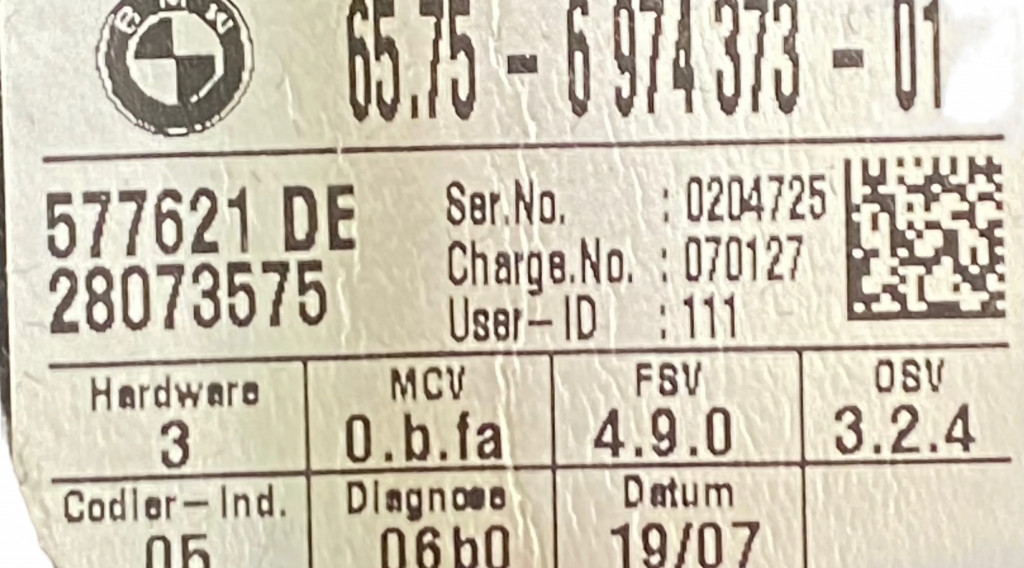 BMW
65.75 - 6 974 373 - 01
577621 DE
28073575
Ser.No. : 0204725
Charge.No. : 070127
User-ID : 111
Hardware MCV FSV OSV
3 0.b.fa 4.9.0 3.2.4
Codier-Ind. Diagnose Datum
05 06b0 19/07